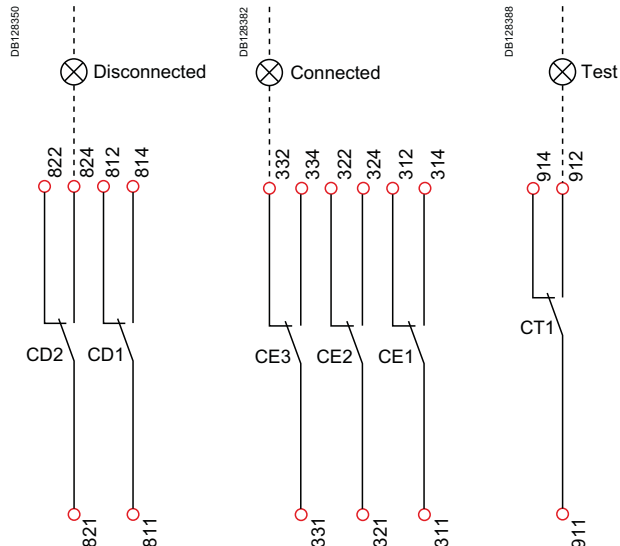 DB128350
Disconnected
822
824
812
814
CD2
CD1
821
811
DB128382
Connected
332
334
322
324
312
314
CE3
CE2
CE1
331
321
311
DB128388
Test
914
912
CT1
911